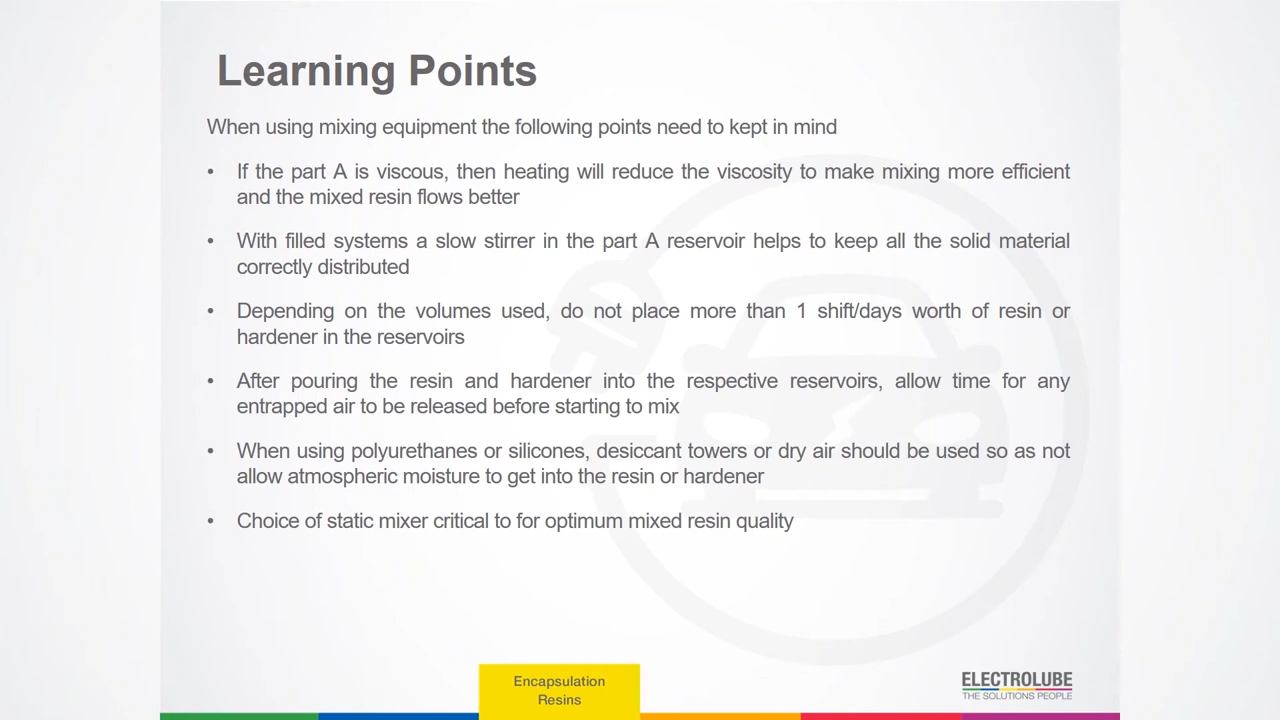 Learning Points
When using mixing equipment the following points need to kept in mind
• If the part A is viscous, then heating will reduce the viscosity to make mixing more efficient
and the mixed resin flows better
• With filled systems a slow stirrer in the part A reservoir helps to keep all the solid material
correctly distributed
• Depending on the volumes used, do not place more than 1 shift/days worth of resin or
hardener in the reservoirs
• After pouring the resin and hardener into the respective reservoirs, allow time for any
entrapped air to be released before starting to mix
• When using polyurethanes or silicones, desiccant towers or dry air should be used so as not
allow atmospheric moisture to get into the resin or hardener
• Choice of static mixer critical to for optimum mixed resin quality
Encapsulation
Resins
ELECTROLUBE
THE SOLUTIONS PEOPLE